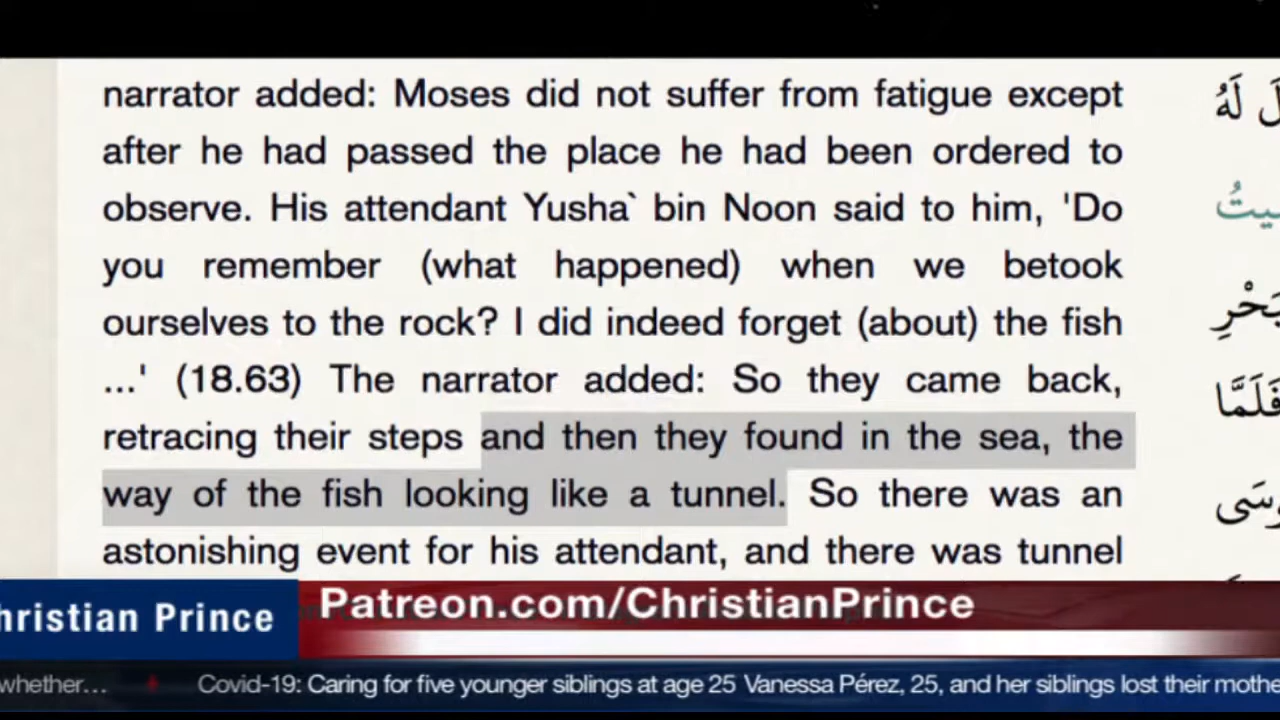 narrator added: Moses did not suffer from fatigue except
after he had passed the place he had been ordered to
observe. His attendant Yusha` bin Noon said to him, 'Do
you remember (what happened) when we betook
ourselves to the rock? I did indeed forget (about) the fish
...' (18.63) The narrator added: So they came back,
retracing their steps and then they found in the sea, the
way of the fish looking like a tunnel. So there was an
astonishing event for his attendant, and there was tunnel
لَهُ
فَلَمَّا
hristian Prince
Patreon.com/ChristianPrince
whether...
Covid-19: Caring for five younger siblings at age 25 Vanessa Pérez, 25, and her siblings lost their mothe